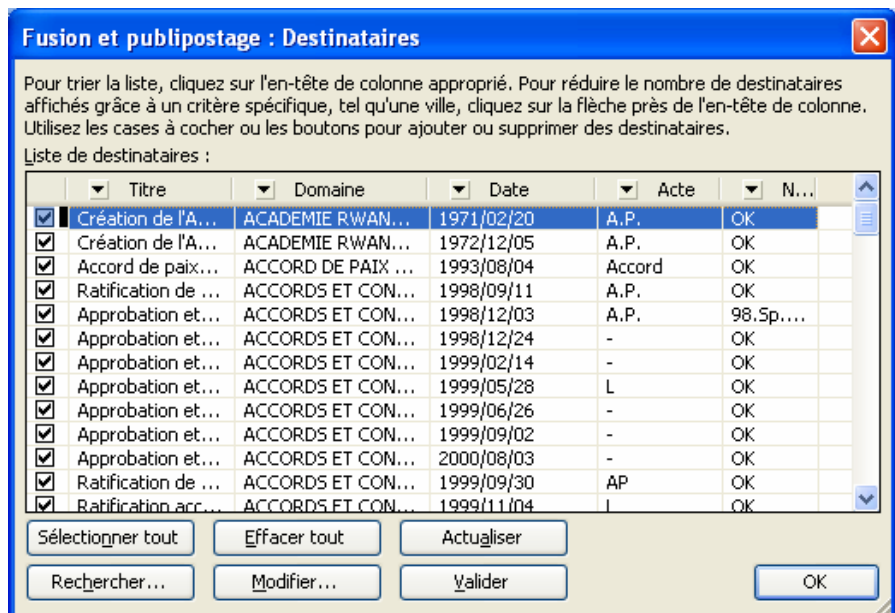 Fusion et publipostage : Destinataires
Pour trier la liste, cliquez sur l'en-tête de colonne approprié. Pour réduire le nombre de destinataires
affichés grâce à un critère spécifique, tel qu'une ville, cliquez sur la flèche près de l'en-tête de colonne.
Utilisez les cases à cocher ou les boutons pour ajouter ou supprimer des destinataires.
Liste de destinataires :
Titre Domaine Date Acte N...
Création de l'A... ACADEMIE RWAN... 1971/02/20 A.P. OK
Création de l'A... ACADEMIE RWAN... 1972/12/05 A.P. OK
Accord de paix... ACCORD DE PAIX ... 1993/08/04 Accord OK
Ratification de ... ACCORDS ET CON... 1998/09/11 A.P. OK
Approbation et... ACCORDS ET CON... 1998/12/03 A.P. 98.Sp....
Approbation et... ACCORDS ET CON... 1998/12/24 - OK
Approbation et... ACCORDS ET CON... 1999/02/14 - OK
Approbation et... ACCORDS ET CON... 1999/05/28 L OK
Approbation et... ACCORDS ET CON... 1999/06/26 - OK
Approbation et... ACCORDS ET CON... 1999/09/02 - OK
Approbation et... ACCORDS ET CON... 2000/08/03 - OK
Ratification de ... ACCORDS ET CON... 1999/09/30 AP OK
Ratification acc... ACCORDS ET CON... 1999/11/04 L OK
Sélectionner tout Effacer tout Actualiser
Rechercher... Modifier... Valider OK